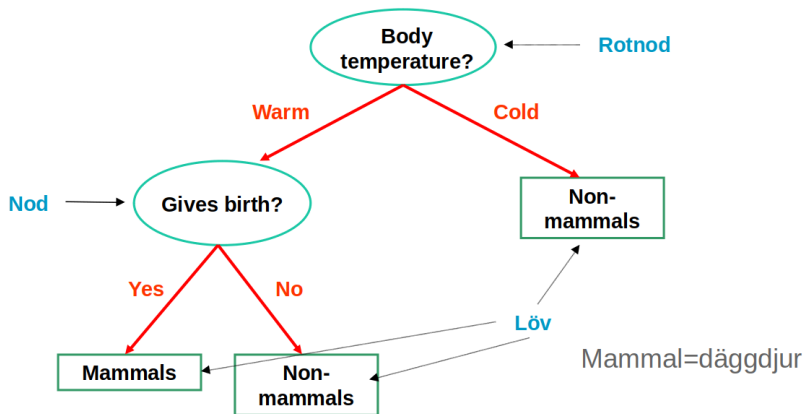 Body
temperature?
Rotnod
Warm
Cold
Nod
Gives birth?
Non-
mammals
Yes
No
Löv
Mammals
Non-
mammals
Mammal=däggdjur